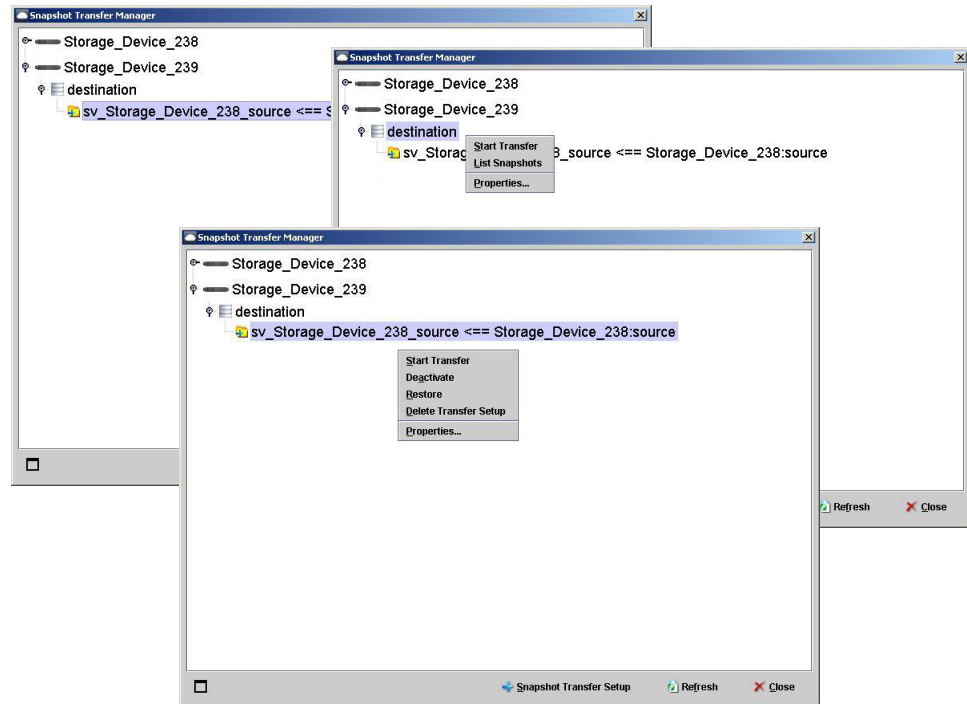 Snapshot Transfer Manager
Storage_Device_238
Storage_Device_239
destination
sv_Storage_Device_238_source <==
Snapshot Transfer Manager
Storage_Device_238
Storage_Device_239
destination
sv_Storag
_source <== Storage_Device_238:source
Start Transfer
List Snapshots
Properties...
Refresh
Close
Snapshot Transfer Manager
Storage_Device_238
Storage_Device_239
destination
sv_Storage_Device_238_source <== Storage_Device_238:source
Start Transfer
Deactivate
Restore
Delete Transfer Setup
Properties...
Snapshot Transfer Setup
Refresh
Close